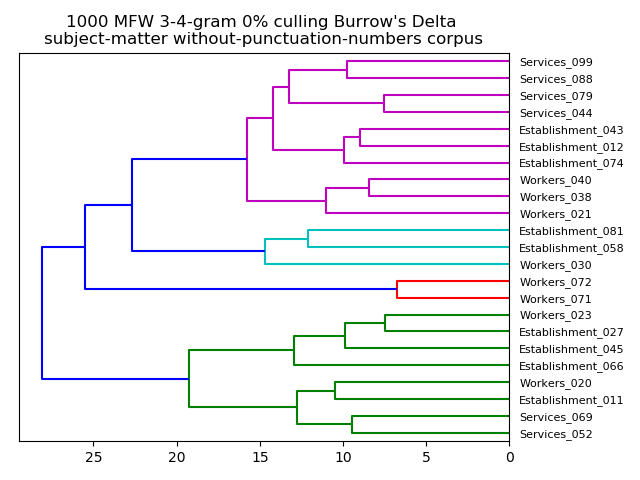 1000 MFW 3-4-gram 0% culling Burrow's Delta
subject-matter without-punctuation-numbers corpus
Services_099
Services_088
Services_079
Services_044
Establishment_043
Establishment_012
Establishment_074
Workers_040
Workers_038
Workers_021
Establishment_081
Establishment_058
Workers_030
Workers_072
Workers_071
Workers_023
Establishment_027
Establishment_045
Establishment_066
Workers_020
Establishment_011
Services_069
Services_052
25 20 15 10 5 0